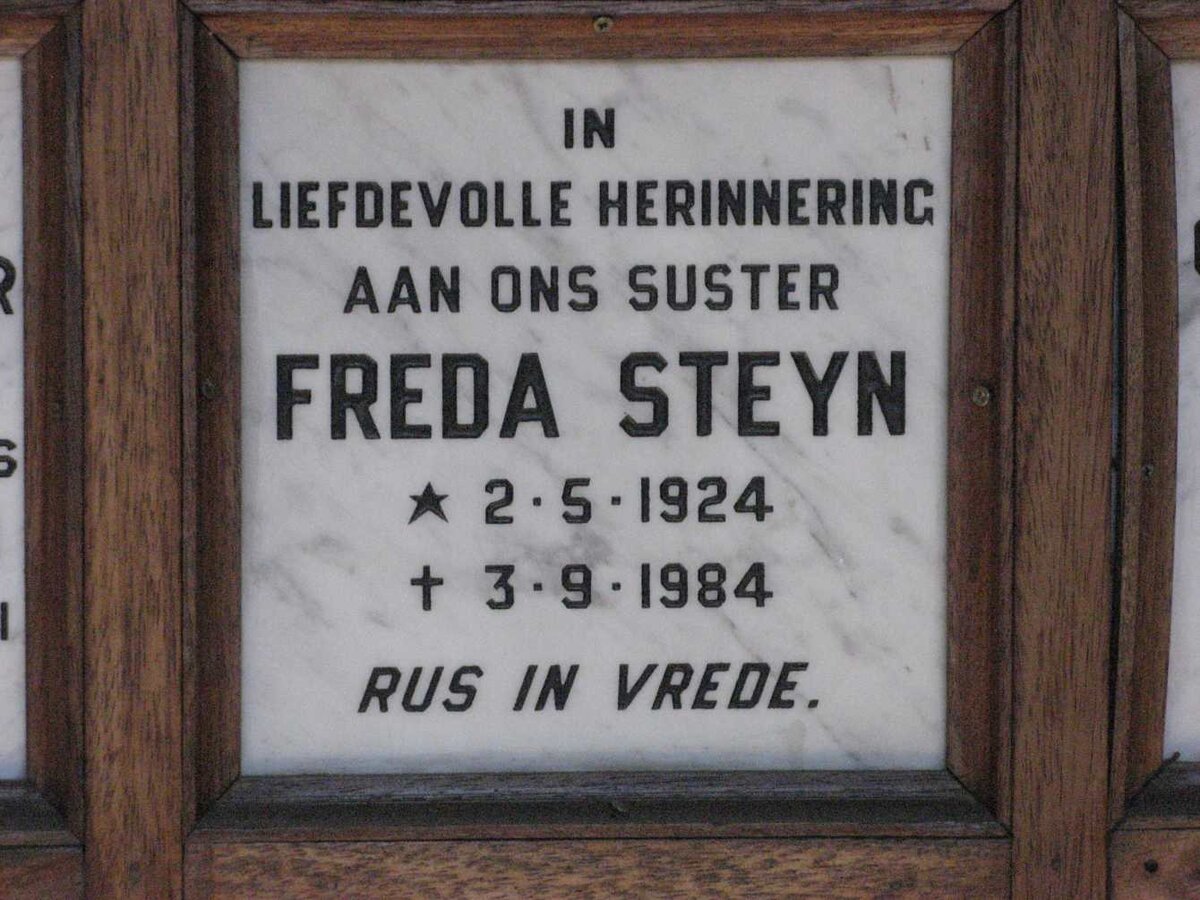 IN
LIEFDEVOLLE HERINNERING
AAN ONS SUSTER
FREDA STEYN
★ 2·5·1924
† 3·9·1984
RUS IN VREDE.